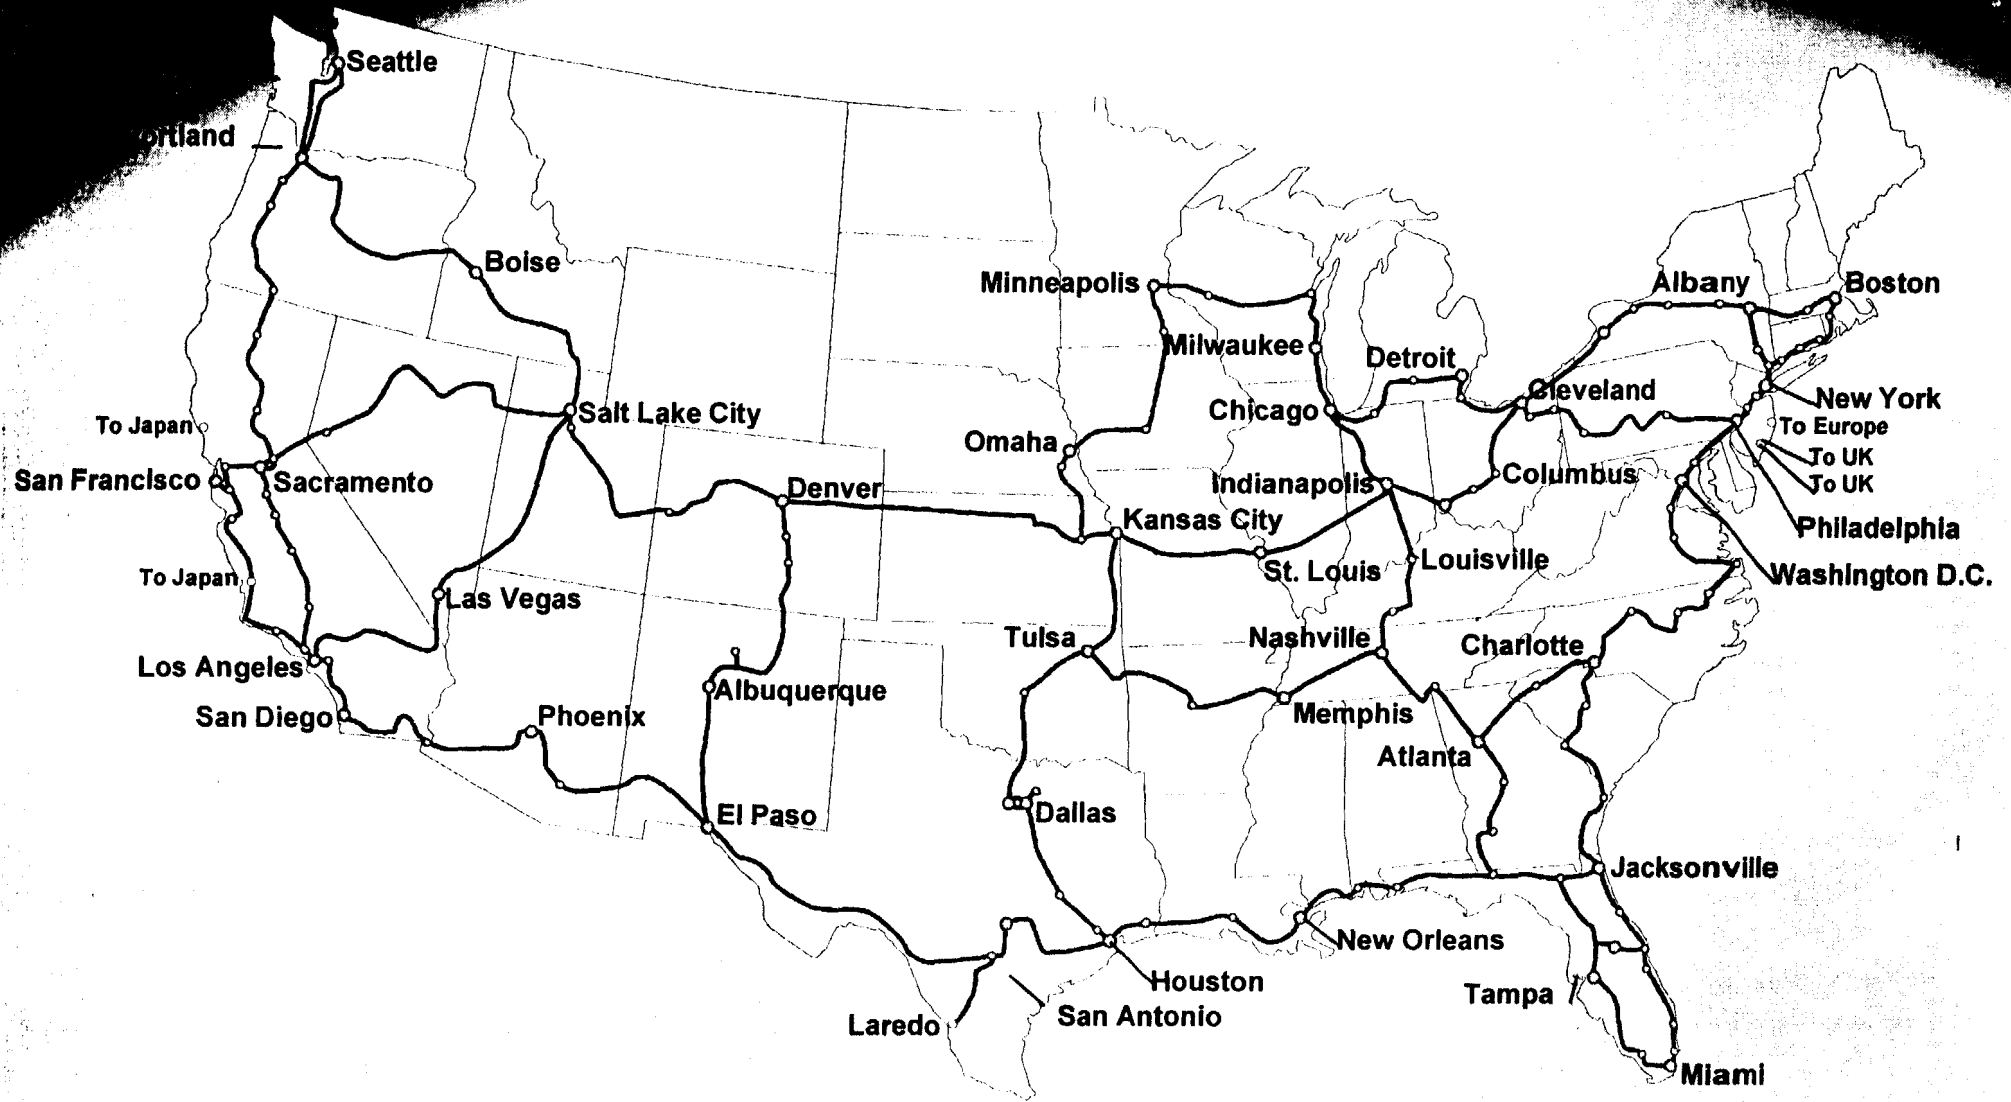 Seattle
ortland
Boise
Minneapolis
Albany
Boston
Milwaukee
Detroit
Cleveland
New York
To Japan
Salt Lake City
Chicago
To Europe
Omaha
To UK
San Francisco
Sacramento
Denver
Indianapolis
Columbus
To UK
Kansas City
Philadelphia
To Japan
Las Vegas
St. Louis
Louisville
Washington D.C.
Los Angeles
Tulsa
Nashville
Charlotte
Albuquerque
San Diego
Phoenix
Memphis
Atlanta
El Paso
Dallas
Jacksonville
New Orleans
Houston
Tampa
Laredo
San Antonio
Miami